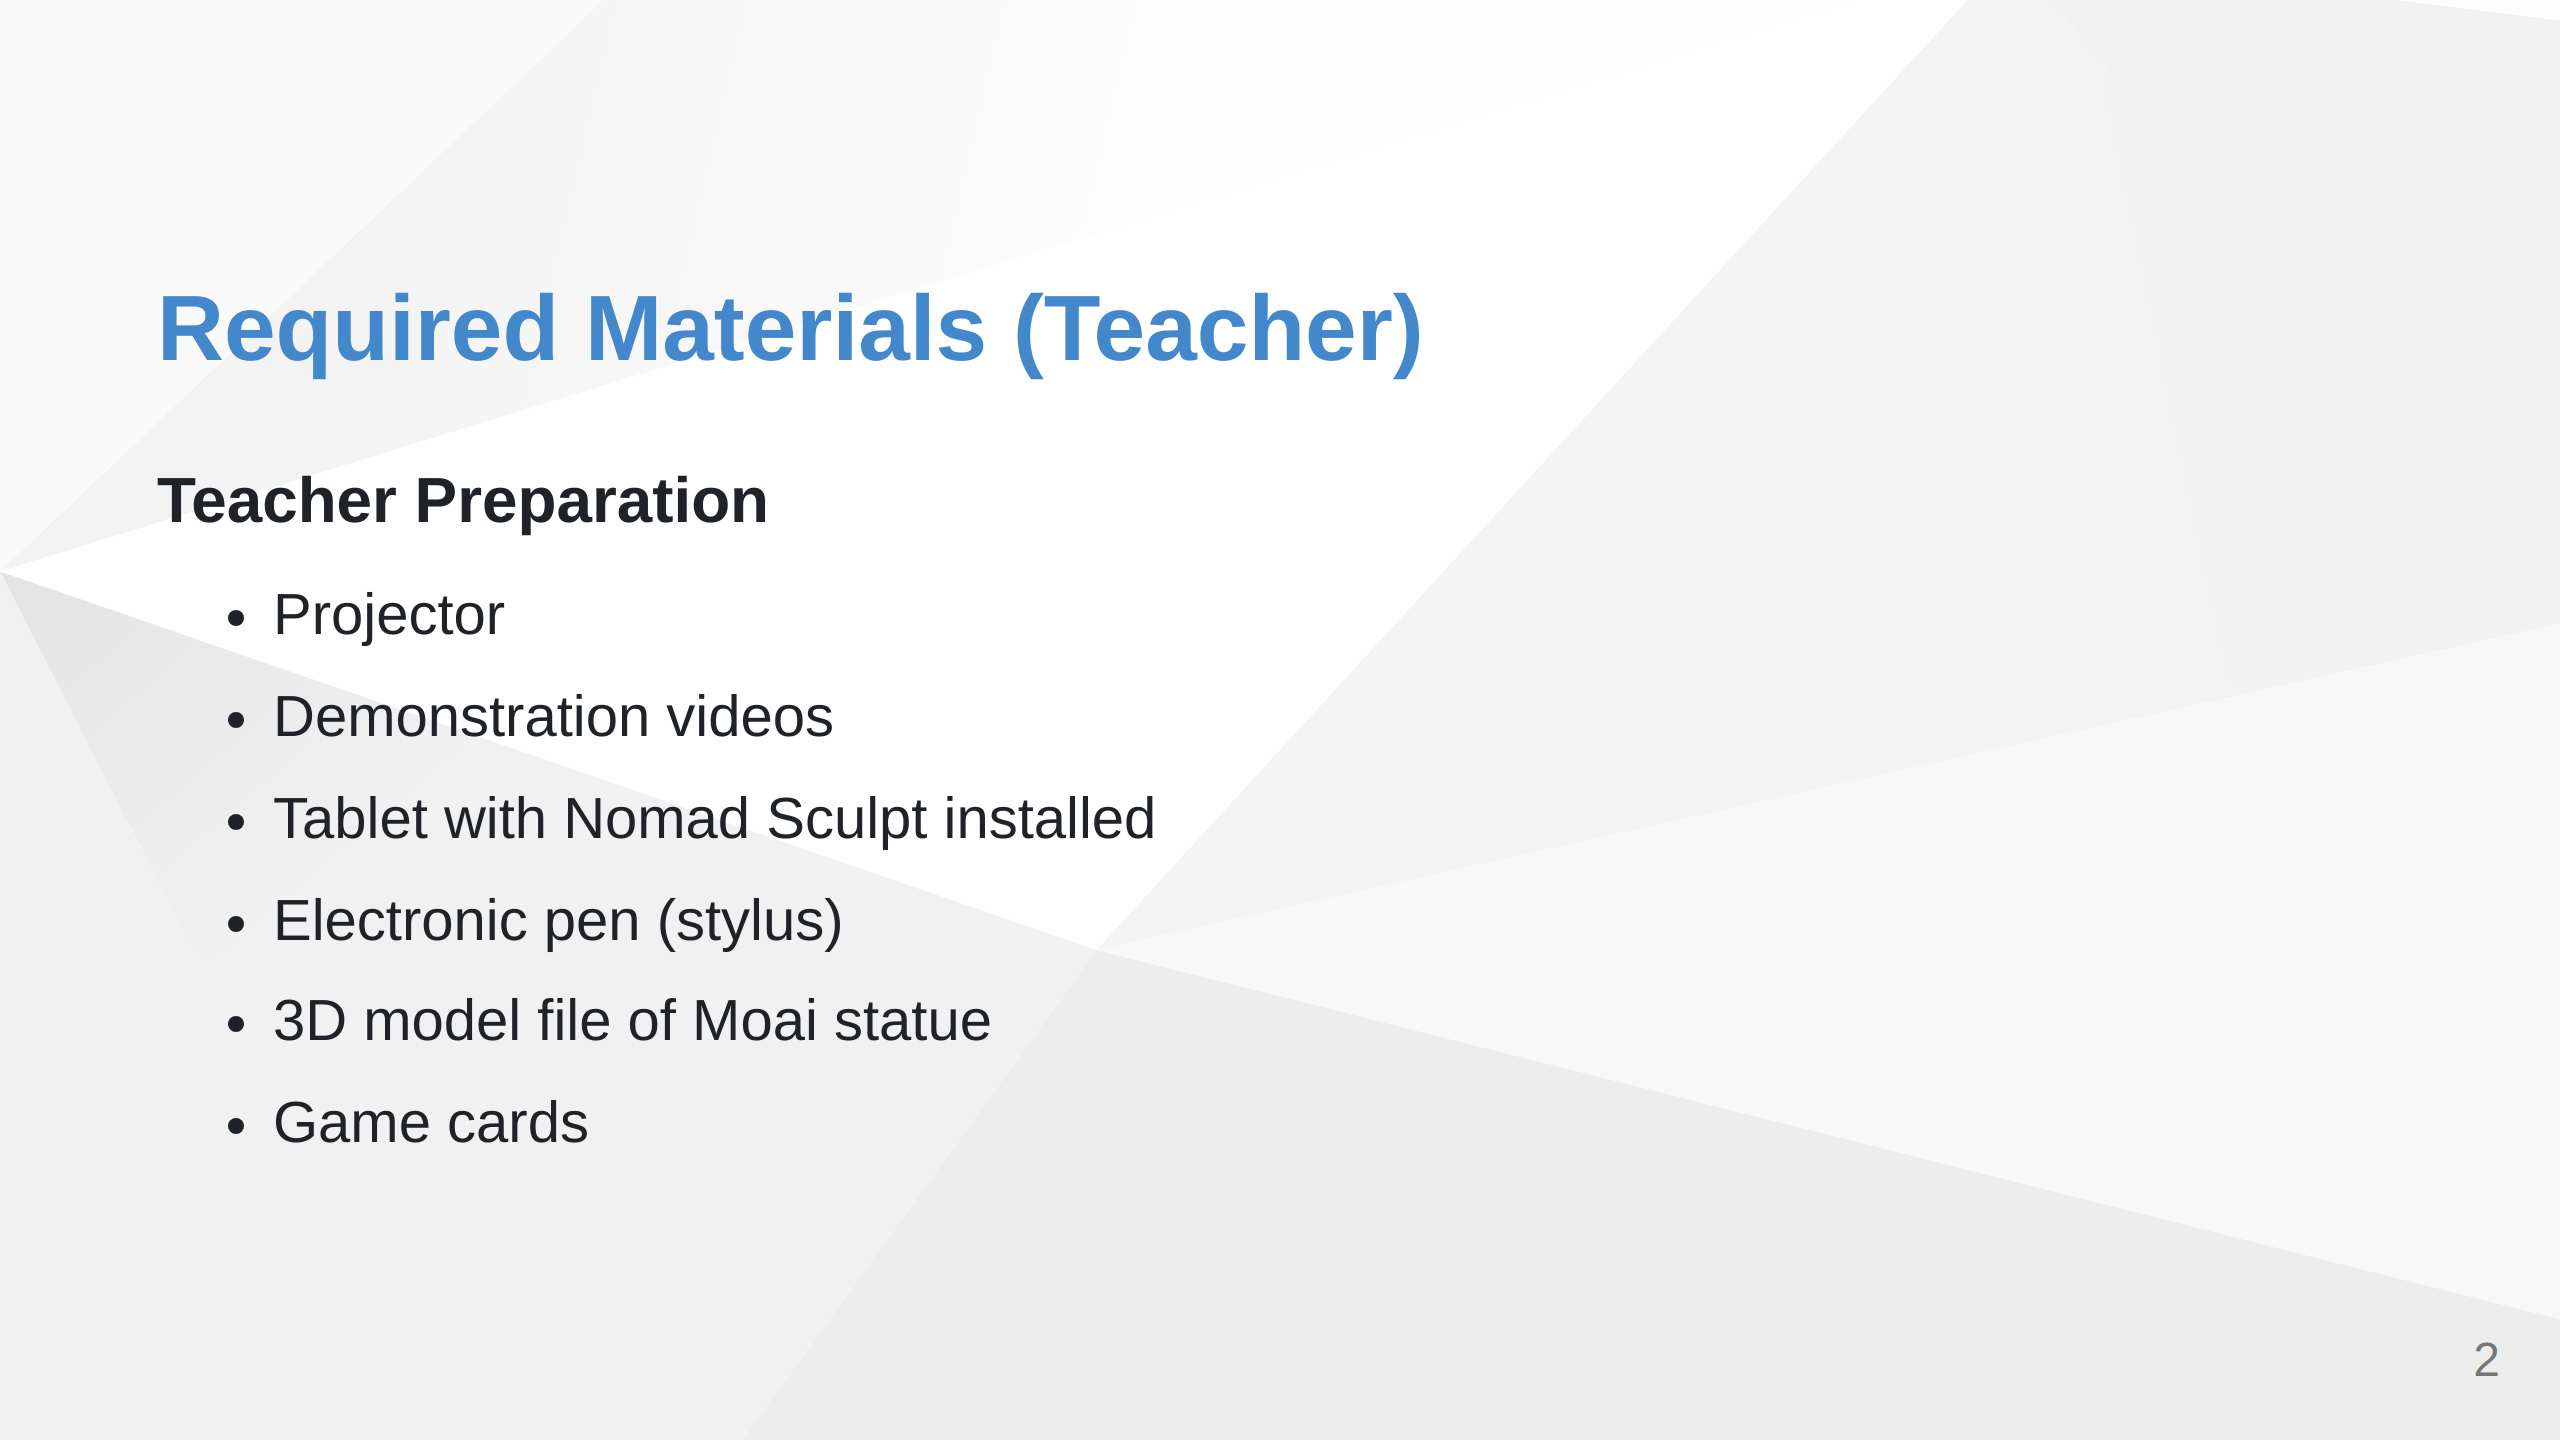 Required Materials (Teacher)
Teacher Preparation
• Projector
• Demonstration videos
• Tablet with Nomad Sculpt installed
• Electronic pen (stylus)
• 3D model file of Moai statue
• Game cards
2